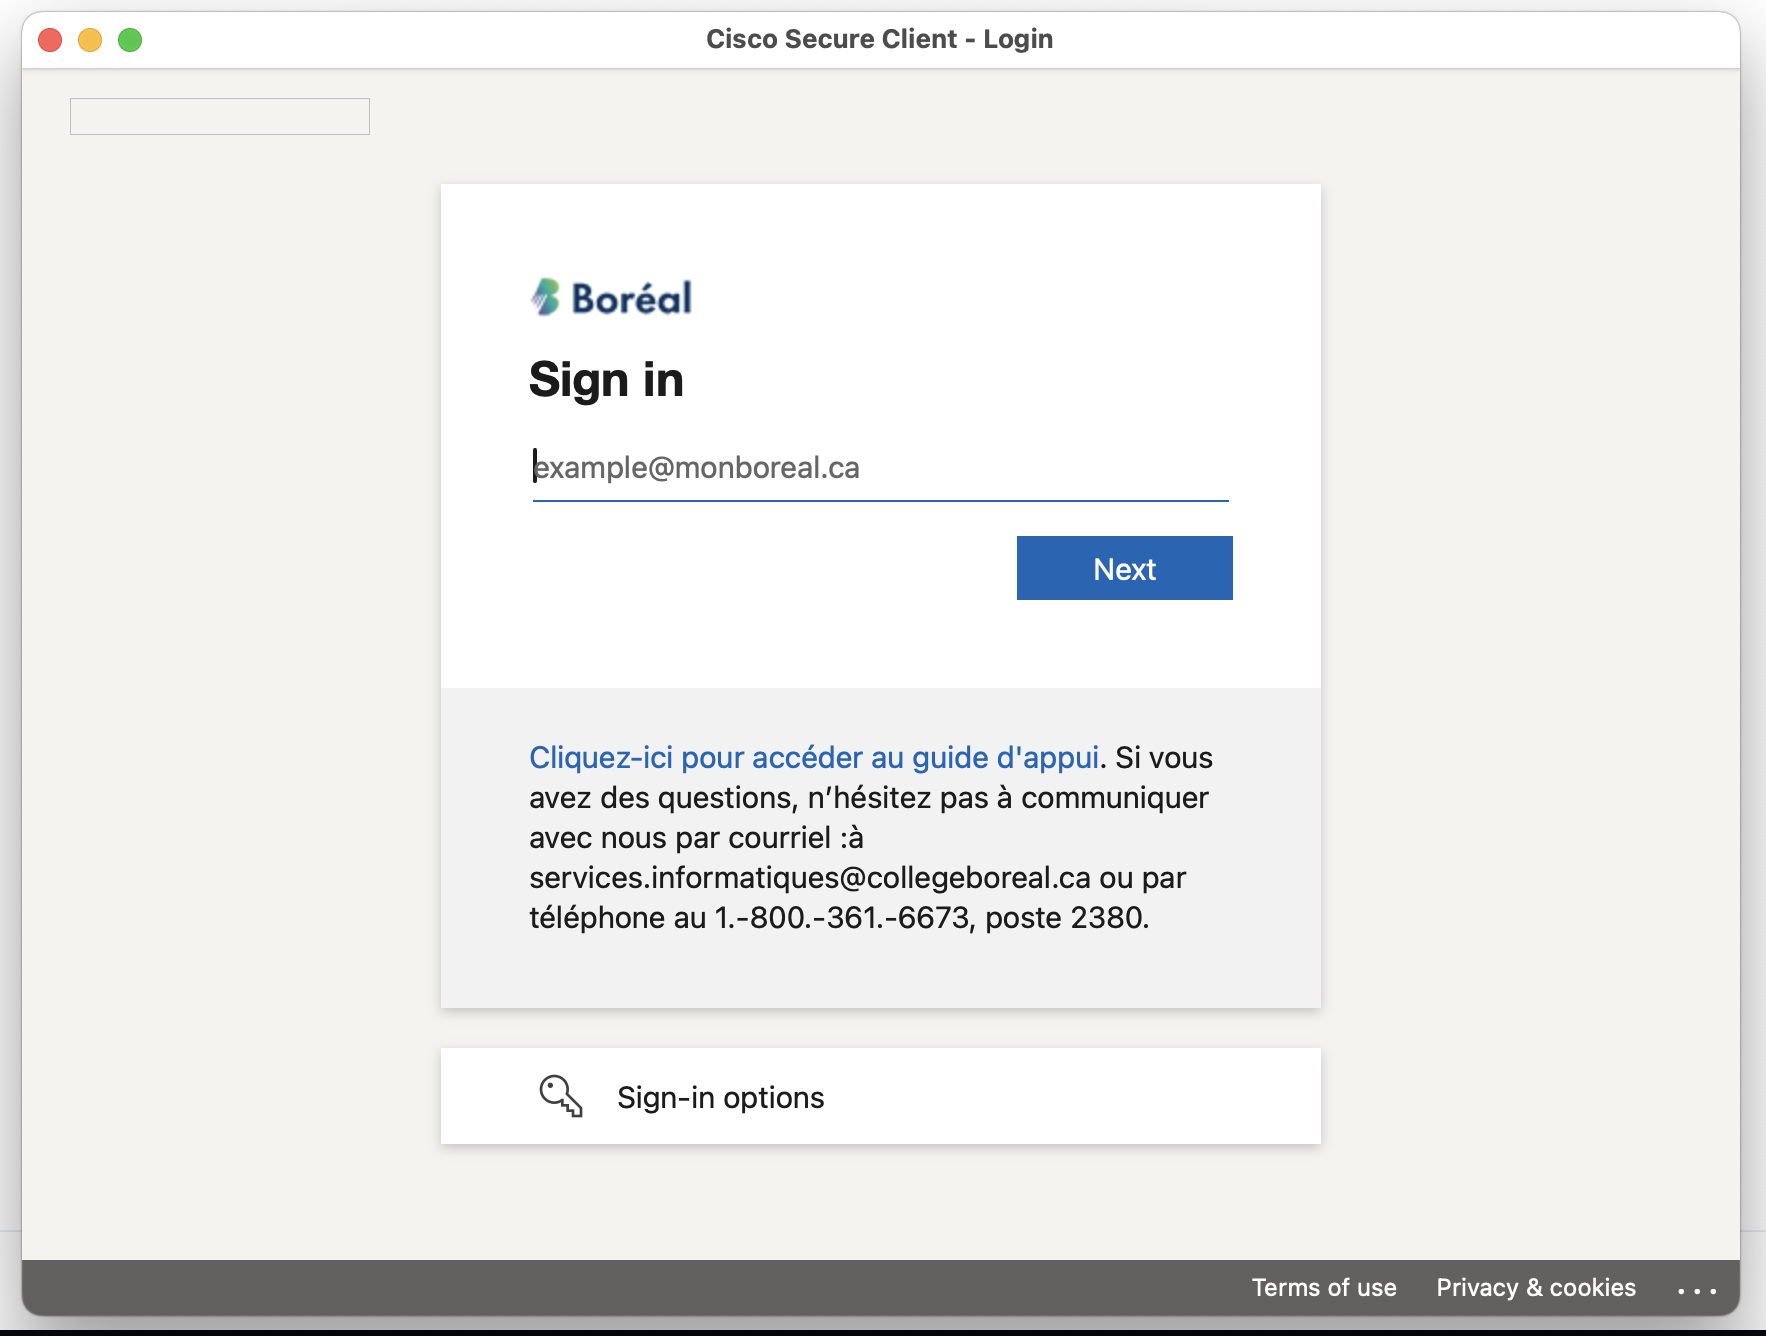 Cisco Secure Client - Login
Boréal
Sign in
example@monboreal.ca
Next
Cliquez-ici pour accéder au guide d'appui. Si vous
avez des questions, n’hésitez pas à communiquer
avec nous par courriel :à
services.informatiques@collegeboreal.ca ou par
téléphone au 1.-800.-361.-6673, poste 2380.
Sign-in options
Terms of use Privacy & cookies ...